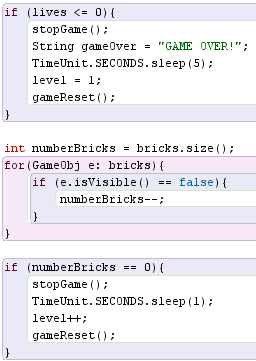 if (lives <= 0){
stopGame();
String gameOver = "GAME OVER!";
TimeUnit.SECONDS.sleep(5);
level = 1;
gameReset();
}
int numberBricks = bricks.size();
for(GameObj e: bricks){
if (e.isVisible() == false){
numberBricks--;
}
}
if (numberBricks == 0){
stopGame();
TimeUnit.SECONDS.sleep(1);
level++;
gameReset();
}